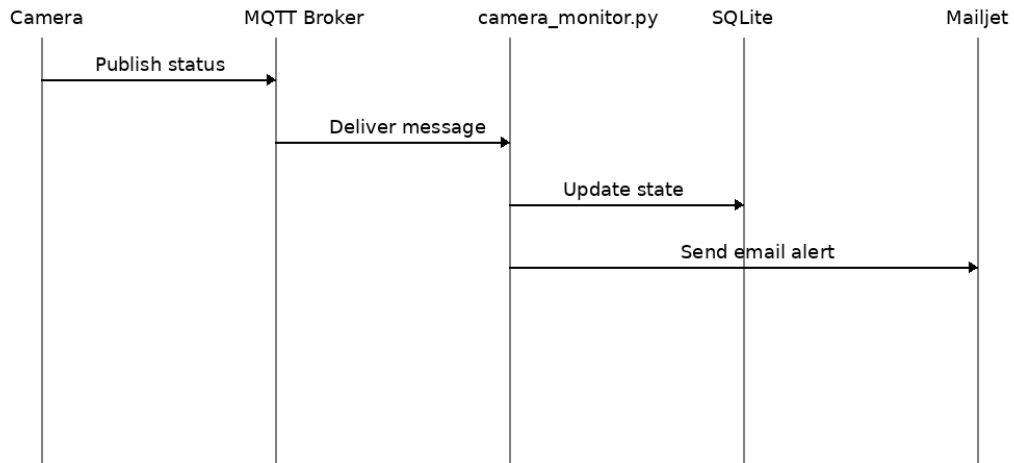 Camera MQTT Broker camera_monitor.py SQLite Mailjet
Publish status
Deliver message
Update state
Send email alert